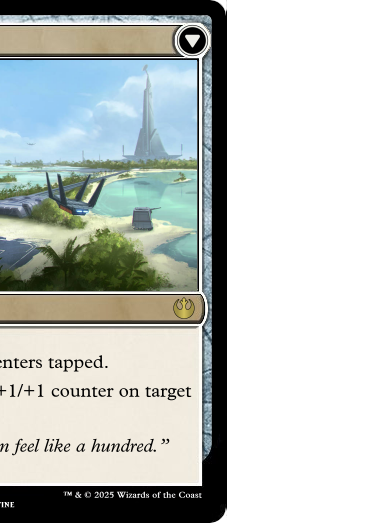 enters tapped.
+1/+1 counter on target
n feel like a hundred.”
™ & © 2025 Wizards of the Coast
TINE